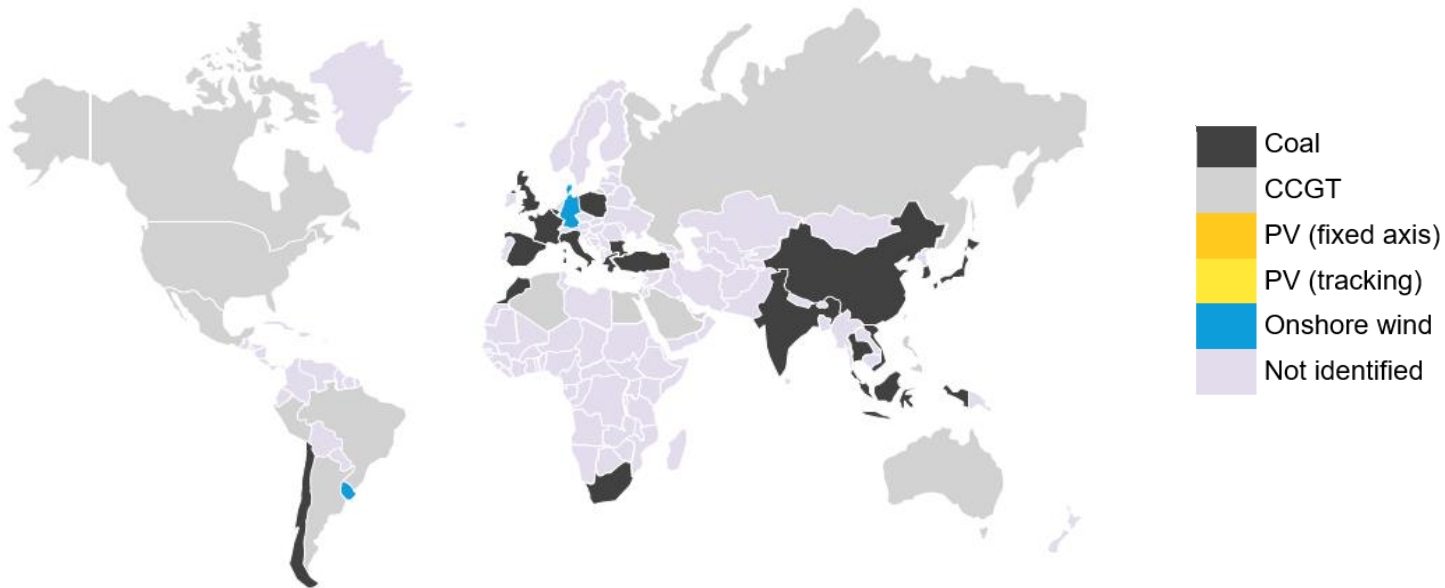 Coal
CCGT
PV (fixed axis)
PV (tracking)
Onshore wind
Not identified